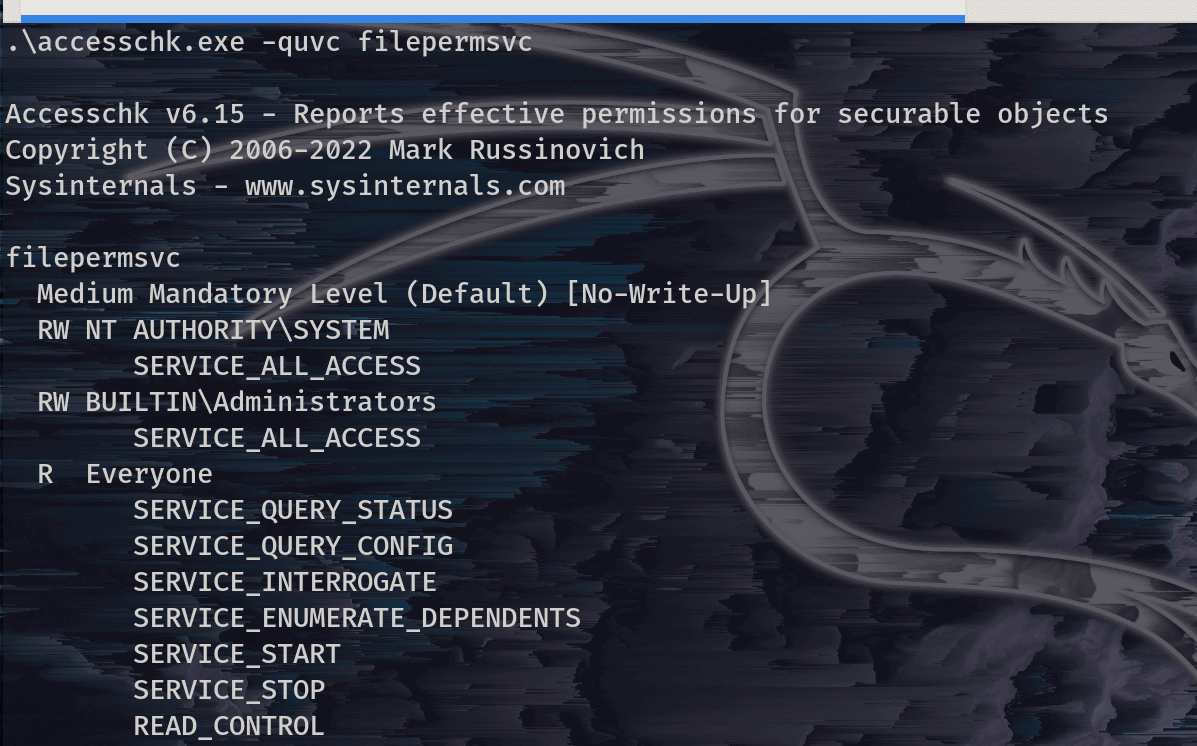 .\accesschk.exe -quvc filepermsvc
Accesschk v6.15 - Reports effective permissions for securable objects
Copyright (C) 2006-2022 Mark Russinovich
Sysinternals - www.sysinternals.com
filepermsvc
  Medium Mandatory Level (Default) [No-Write-Up]
  RW NT AUTHORITY\SYSTEM
        SERVICE_ALL_ACCESS
  RW BUILTIN\Administrators
        SERVICE_ALL_ACCESS
  R  Everyone
        SERVICE_QUERY_STATUS
        SERVICE_QUERY_CONFIG
        SERVICE_INTERROGATE
        SERVICE_ENUMERATE_DEPENDENTS
        SERVICE_START
        SERVICE_STOP
        READ_CONTROL